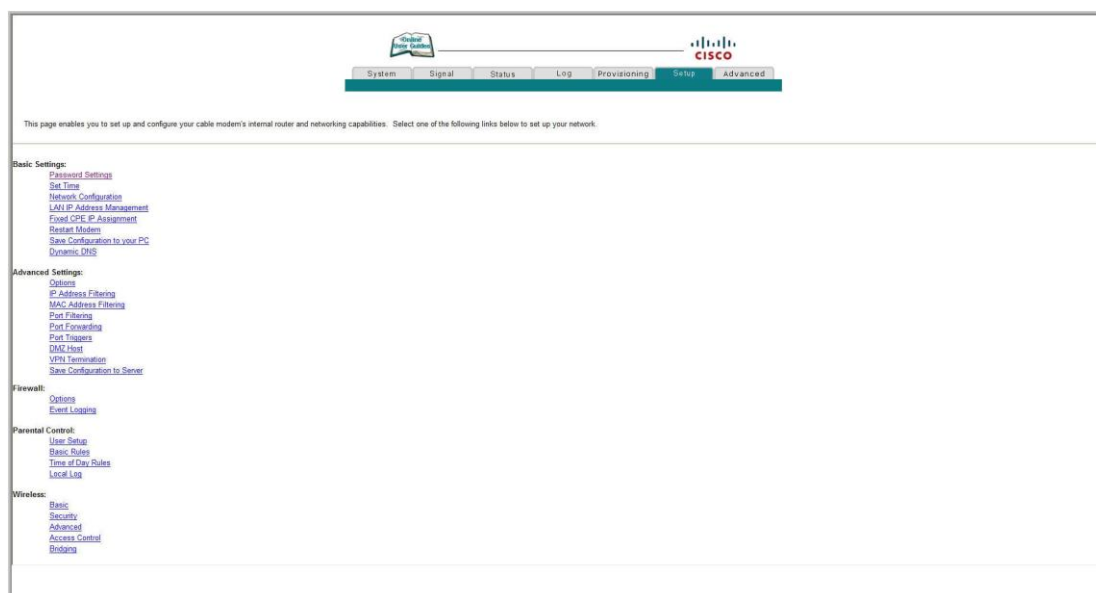 Online
User Guides
CISCO
System Signal Status Log Provisioning Setup Advanced
This page enables you to set up and configure your cable modem's internal router and networking capabilities. Select one of the following links below to set up your network.
Basic Settings:
Password Settings
Set Time
Network Configuration
LAN IP Address Management
Fixed CPE IP Assignment
Restart Modem
Save Configuration to your PC
Dynamic DNS
Advanced Settings:
Options
IP Address Filtering
MAC Address Filtering
Port Filtering
Port Forwarding
Port Triggers
DMZ Host
VPN Termination
Save Configuration to Server
Firewall:
Options
Event Logging
Parental Control:
User Setup
Basic Rules
Time of Day Rules
Local Log
Wireless:
Basic
Security
Advanced
Access Control
Bridging